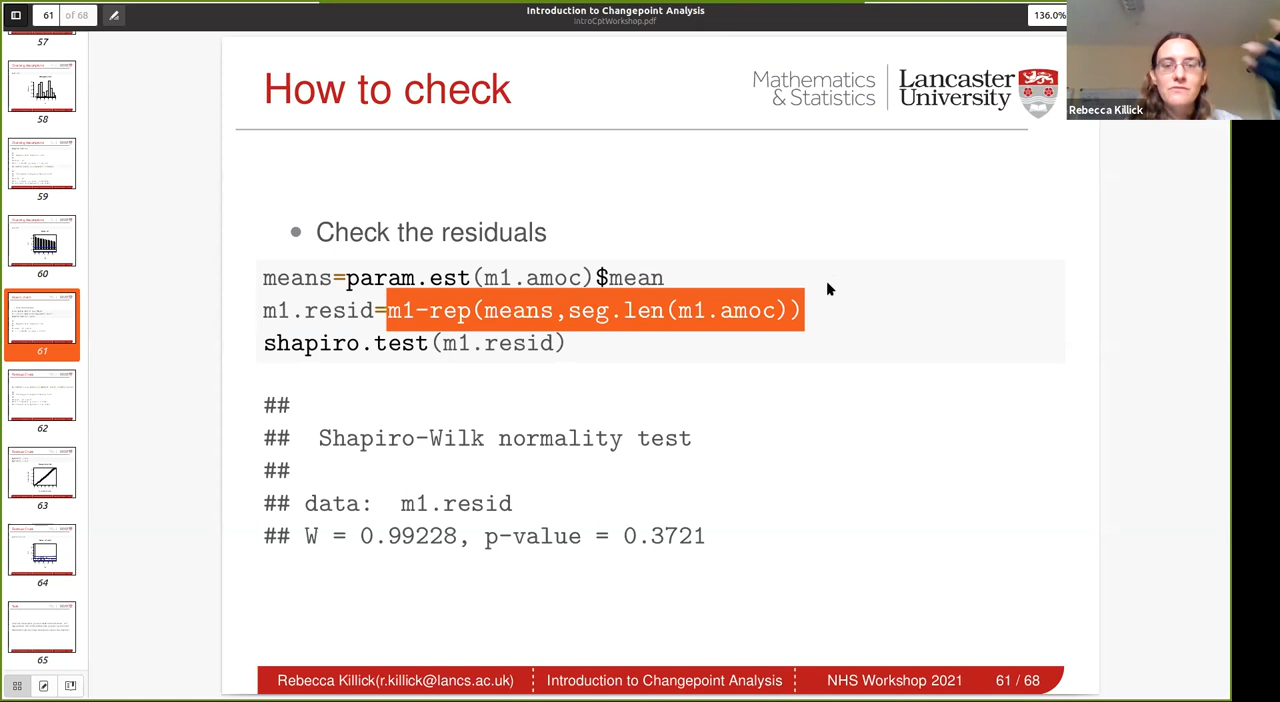 Introduction to Changepoint Analysis
IntroCptWorkshop.pdf
61 of 68
136.0%
57
58
59
60
61
62
63
64
65
Rebecca Killick
How to check
Mathematics
& Statistics
Lancaster
University
• Check the residuals
means=param.est(m1.amoc)$mean
m1.resid=m1-rep(means,seg.len(m1.amoc))
shapiro.test(m1.resid)
##
## Shapiro-Wilk normality test
##
## data: m1.resid
## W = 0.99228, p-value = 0.3721
Rebecca Killick(r.killick@lancs.ac.uk)
Introduction to Changepoint Analysis
NHS Workshop 2021
61 / 68